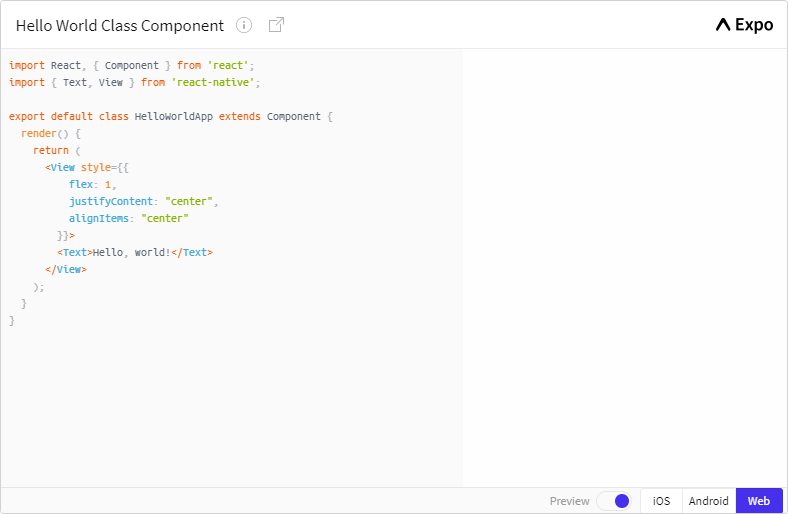 Hello World Class Component
Expo
import React, { Component } from 'react';
import { Text, View } from 'react-native';
export default class HelloWorldApp extends Component {
  render() {
    return (
      <View style={{
          flex: 1,
          justifyContent: "center",
          alignItems: "center"
        }}>
        <Text>Hello, world!</Text>
      </View>
    );
  }
}
Preview iOS Android Web